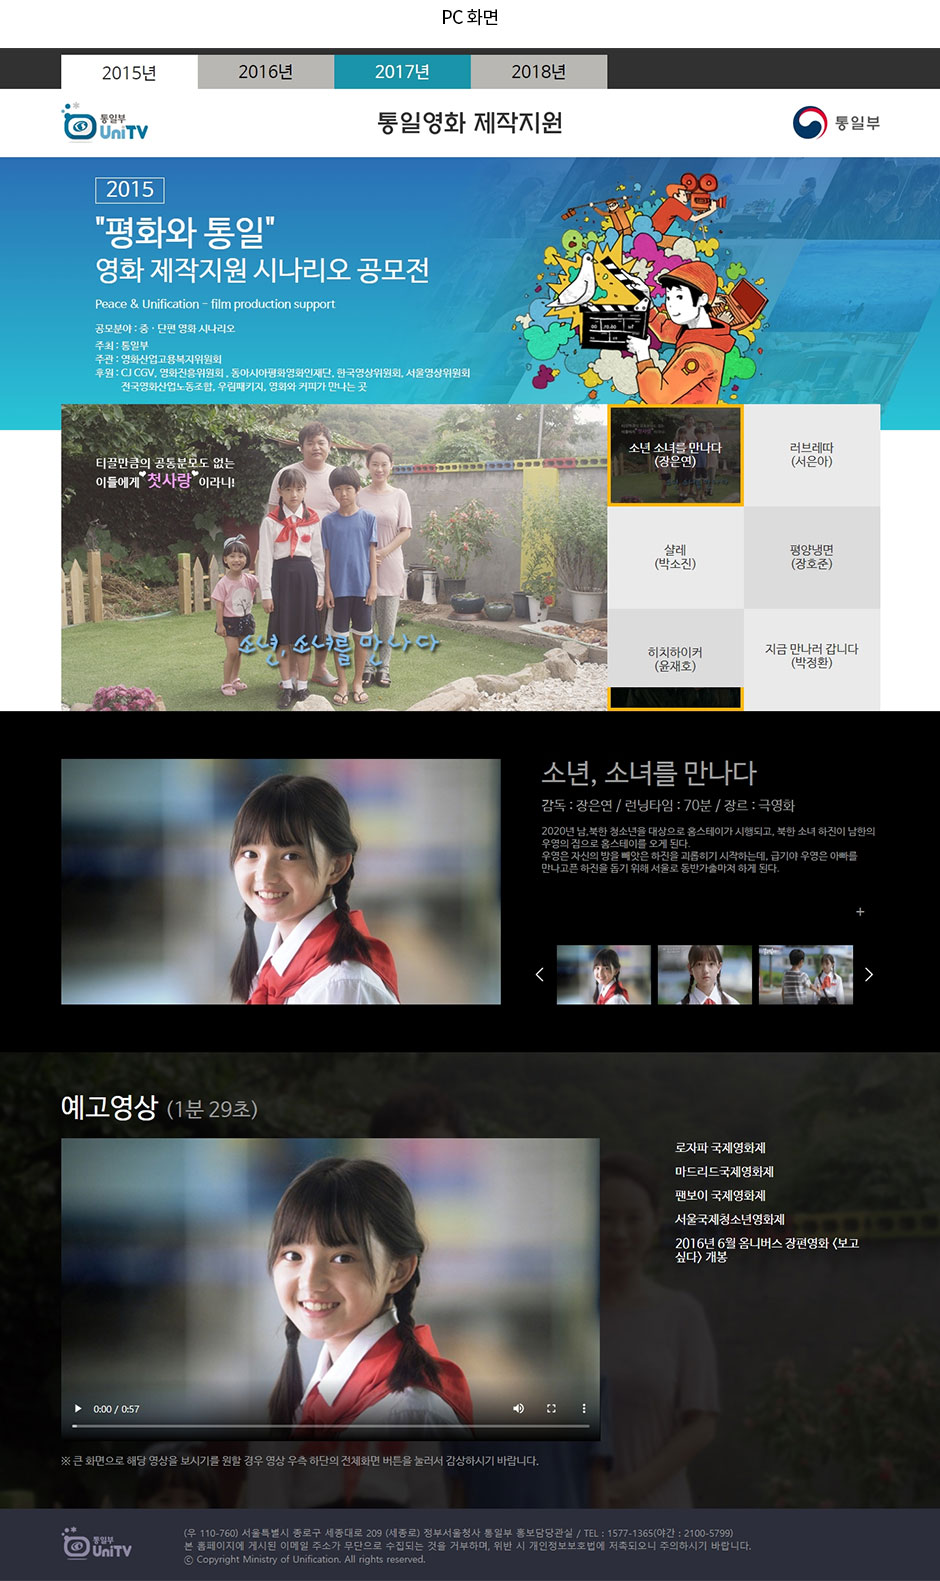 PC 화면
2015년
2016년
2017년
2018년
통일부
UniTV
통일영화 제작지원
통일부
2015
"평화와 통일"
영화 제작지원 시나리오 공모전
Peace & Unification - film production support
공모분야 : 중 · 단편 영화 시나리오
주최 : 통일부
주관 : 영화산업고용복지위원회
후원 : CJ CGV, 영화진흥위원회 , 동아시아평화영화인재단, 한국영상위원회, 서울영상위원회
전국영화산업노동조합, 우림패키지, 영화와 커피가 만나는 곳
티끌만큼의 공통분모도 없는
이들에게 첫사랑 이라니!
소년, 소녀를 만나다
소년 소녀를 만나다
(장은연)
러브레따
(서은아)
샬레
(박소진)
평양냉면
(장호준)
히치하이커
(윤재호)
지금 만나러 갑니다
(박정환)
소년, 소녀를 만나다
감독 : 장은연 / 런닝타임 : 70분 / 장르 : 극영화
2020년 남,북한 청소년을 대상으로 홈스테이가 시행되고, 북한 소녀 하진이 남한의
우영의 집으로 홈스테이를 오게 된다.
우영은 자신의 방을 빼앗은 하진을 괴롭히기 시작하는데, 급기야 우영은 아빠를
만나고픈 하진을 돕기 위해 서울로 동반가출마저 하게 된다.
+
예고영상 (1분 29초)
로자파 국제영화제
마드리드국제영화제
팬보이 국제영화제
서울국제청소년영화제
2016년 6월 옴니버스 장편영화 <보고
싶다> 개봉
0:00 / 0:57
※ 큰 화면으로 해당 영상을 보시기를 원할 경우 영상 우측 하단의 전체화면 버튼을 눌러서 감상하시기 바랍니다.
통일부
UniTV
(우 110-760) 서울특별시 종로구 세종대로 209 (세종로) 정부서울청사 통일부 홍보담당관실 / TEL : 1577-1365(야간 : 2100-5799)
본 홈페이지에 게시된 이메일 주소가 무단으로 수집되는 것을 거부하며, 위반 시 개인정보보호법에 저촉되오니 주의하시기 바랍니다.
ⓒ Copyright Ministry of Unification. All rights reserved.